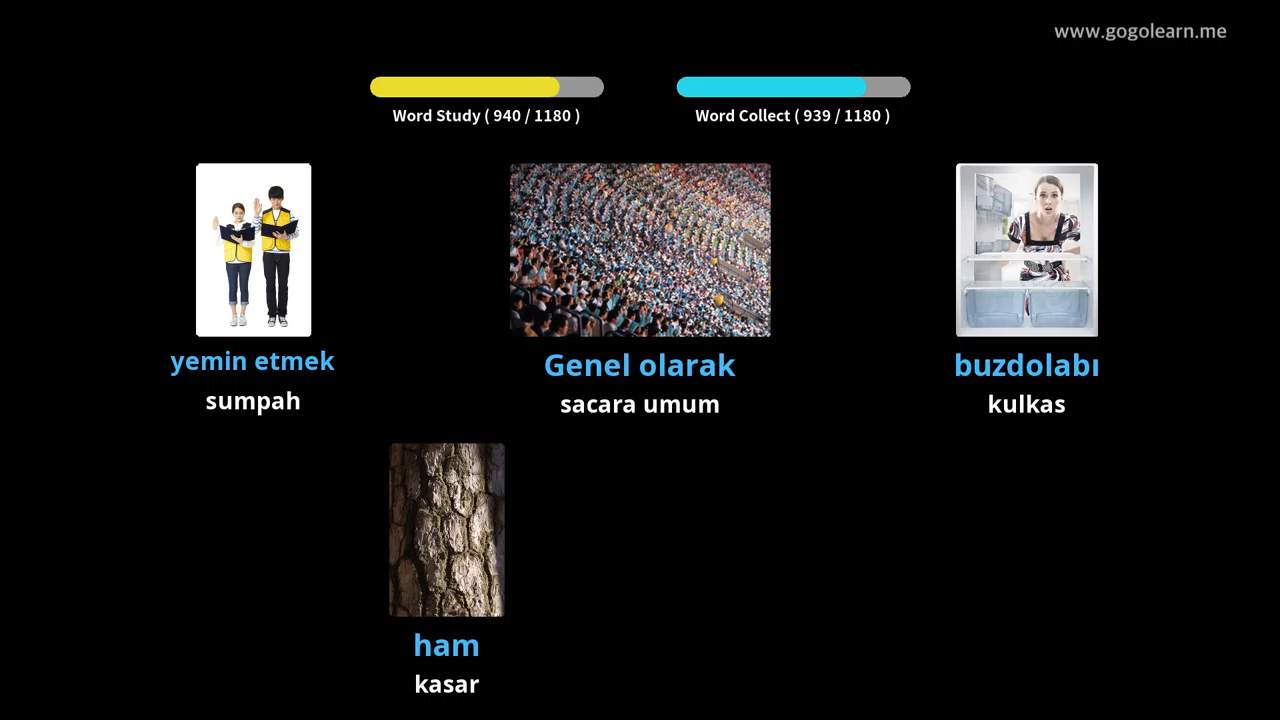 www.gogolearn.me
Word Study ( 940 / 1180 )
Word Collect ( 939 / 1180 )
yemin etmek
sumpah
Genel olarak
sacara umum
buzdolabı
kulkas
ham
kasar